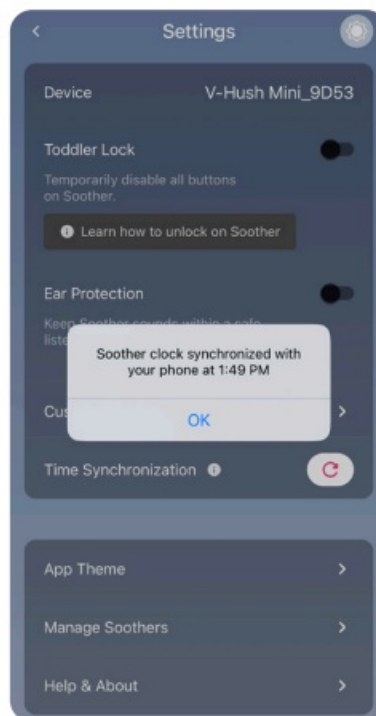 Settings
Device V-Hush Mini_9D53
Toddler Lock
Temporarily disable all buttons
on Soother.
Learn how to unlock on Soother
Ear Protection
Keep Soother sounds within a safe
liste
Soother clock synchronized with
your phone at 1:49 PM
Cus
OK
Time Synchronization
App Theme
Manage Soothers
Help & About